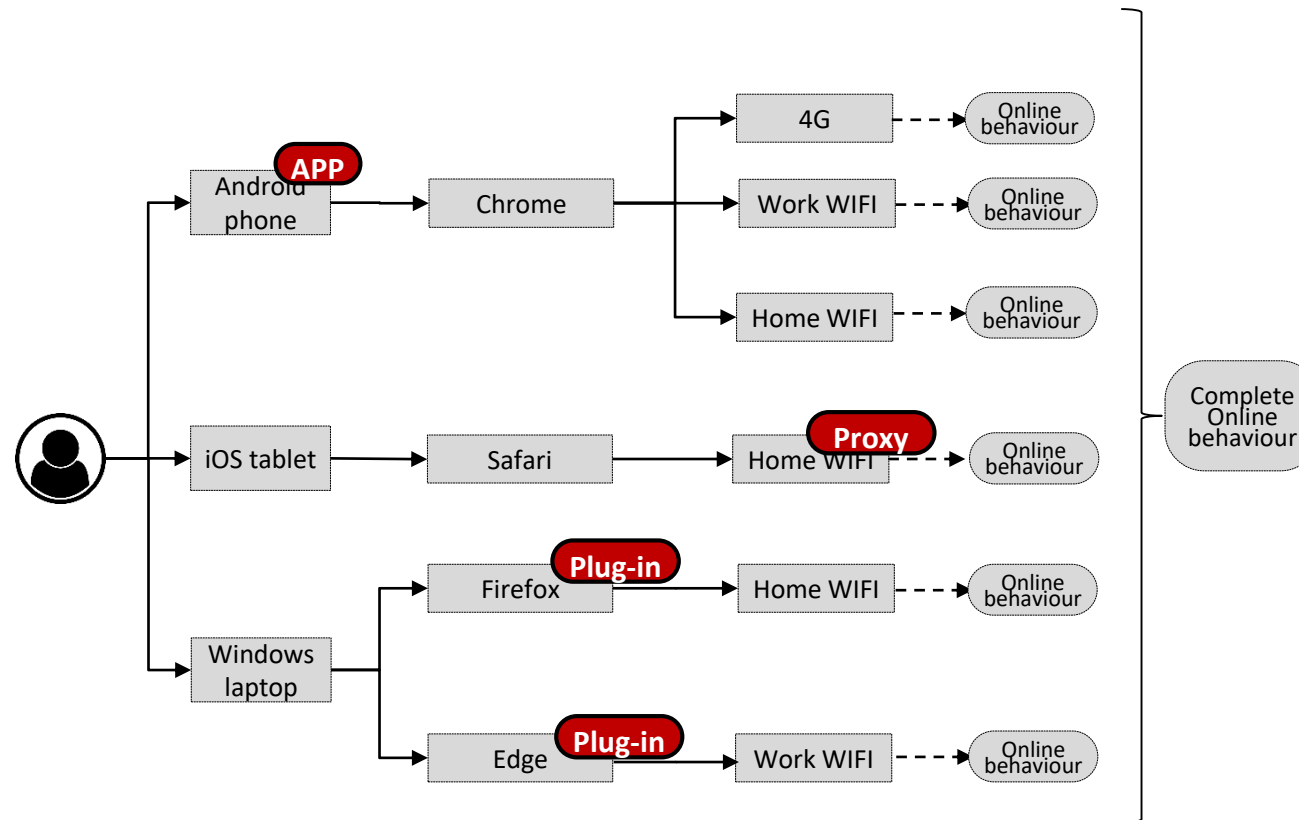 4G
Online
behaviour
APP
Android
phone
Chrome
Work WIFI
Online
behaviour
Home WIFI
Online
behaviour
Complete
Online
behaviour
iOS tablet
Safari
Proxy
Home WIFI
Online
behaviour
Plug-in
Firefox
Home WIFI
Online
behaviour
Windows
laptop
Plug-in
Edge
Work WIFI
Online
behaviour